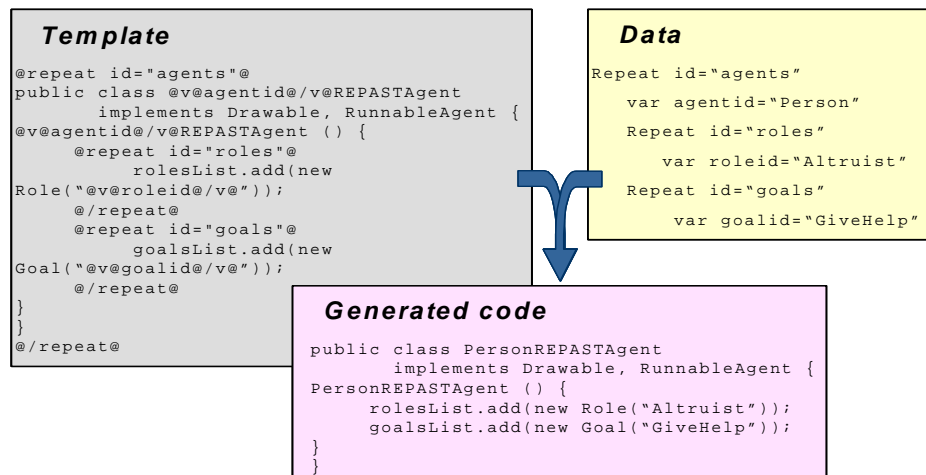 Template
@repeat id="agents"@
public class @v@agentid@/v@REPASTAgent
implements Drawable, RunnableAgent {
@v@agentid@/v@REPASTAgent () {
@repeat id="roles"@
rolesList.add(new
Role(“@v@roleid@/v@”));
@/repeat@
@repeat id="goals"@
goalsList.add(new
Goal(“@v@goalid@/v@”));
@/repeat@
}
}
@/repeat@
Data
Repeat id=“agents”
var agentid=“Person”
Repeat id=“roles”
var roleid=“Altruist”
Repeat id=“goals”
var goalid=“GiveHelp”
Generated code
public class PersonREPASTAgent
implements Drawable, RunnableAgent {
PersonREPASTAgent () {
rolesList.add(new Role(“Altruist”));
goalsList.add(new Goal(“GiveHelp”));
}
}